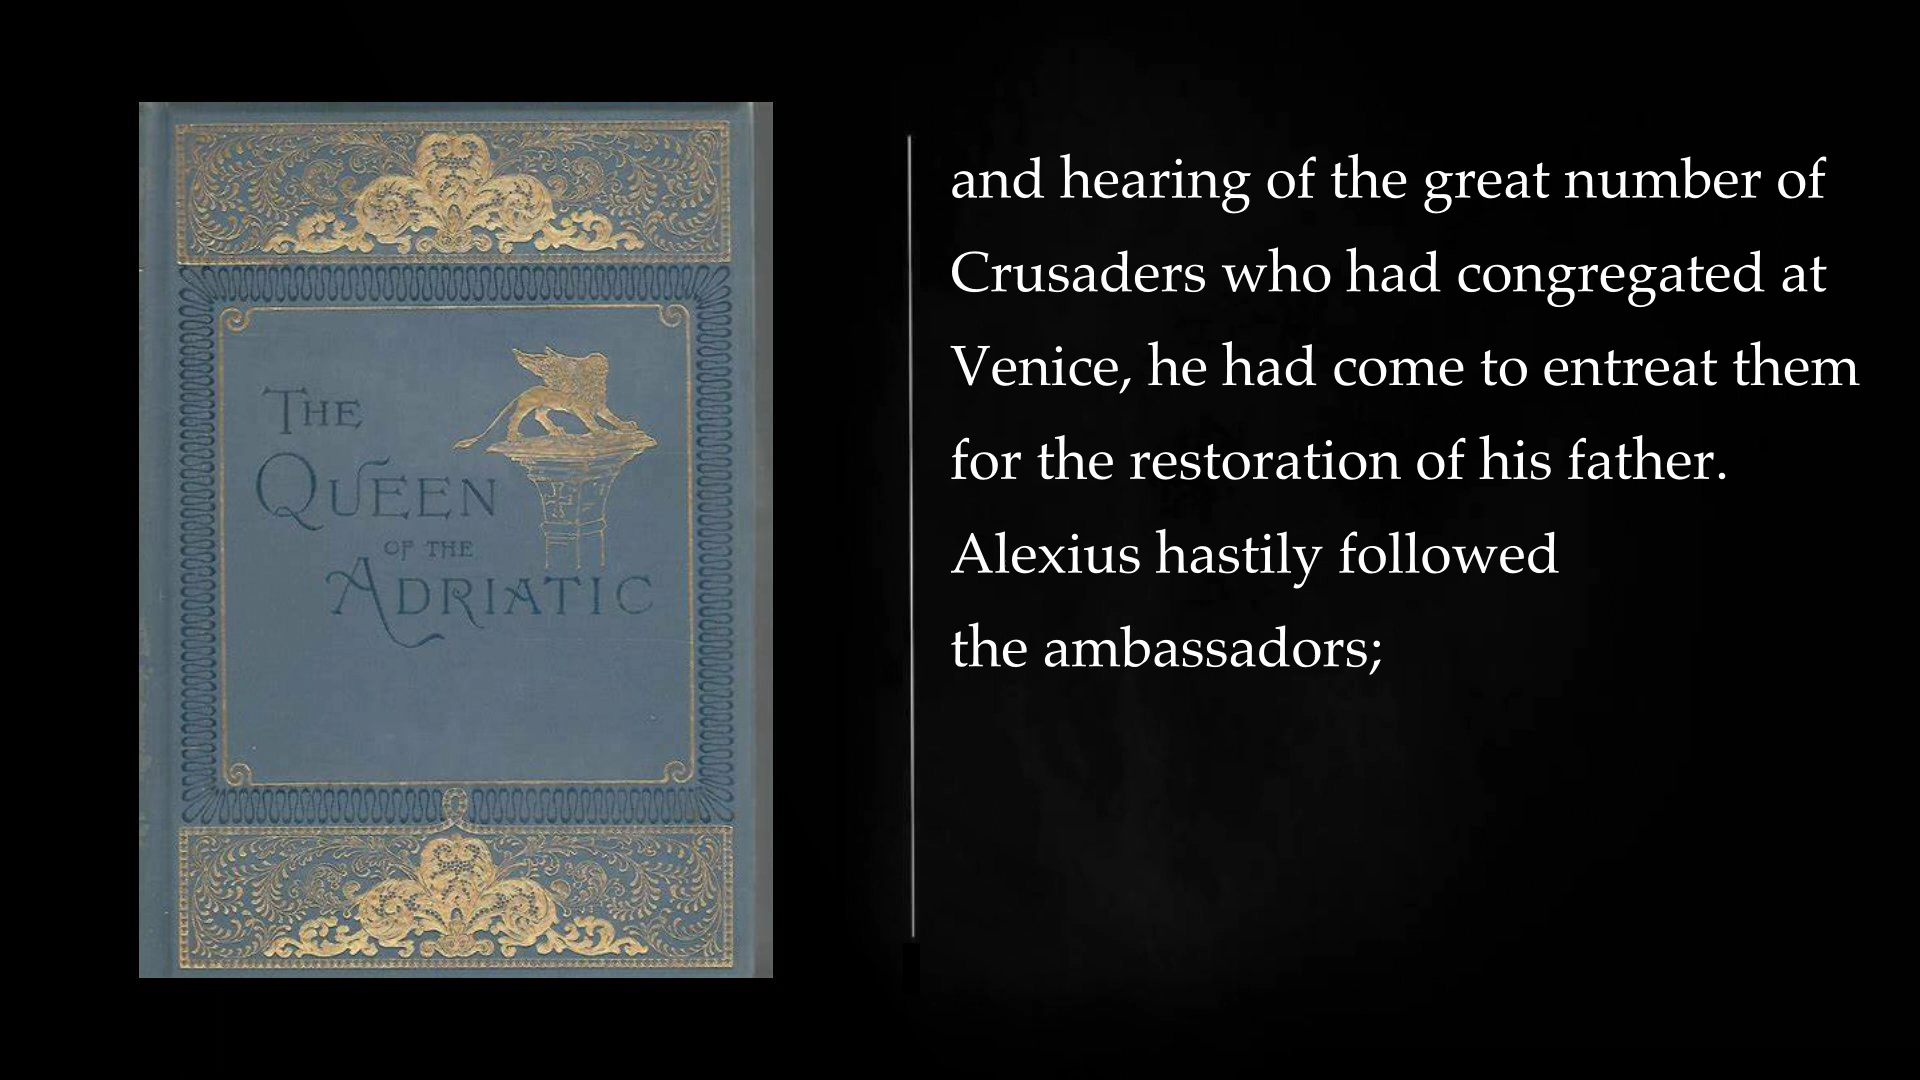 THE
QUEEN
OF THE
ADRIATIC
and hearing of the great number of
Crusaders who had congregated at
Venice, he had come to entreat them
for the restoration of his father.
Alexius hastily followed
the ambassadors;